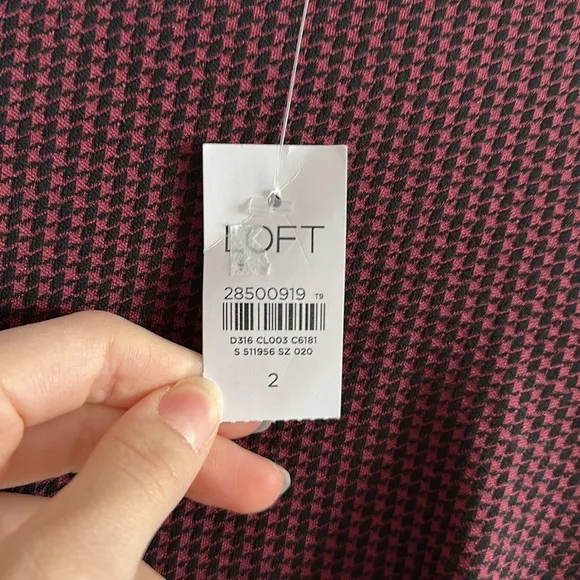 LOFT
28500919 T9
D316 CL003 C6181
S 511956 SZ 020
2